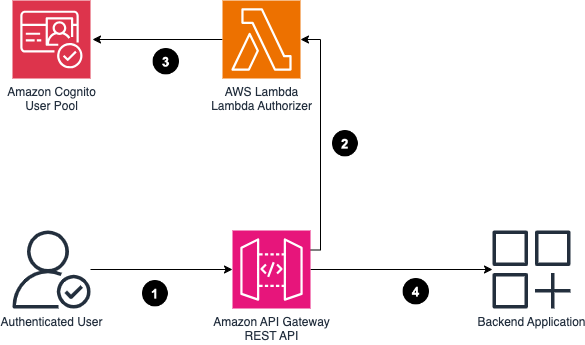 Amazon Cognito
User Pool
3
AWS Lambda
Lambda Authorizer
2
Authenticated User
1
</>
Amazon API Gateway
REST API
4
Backend Application